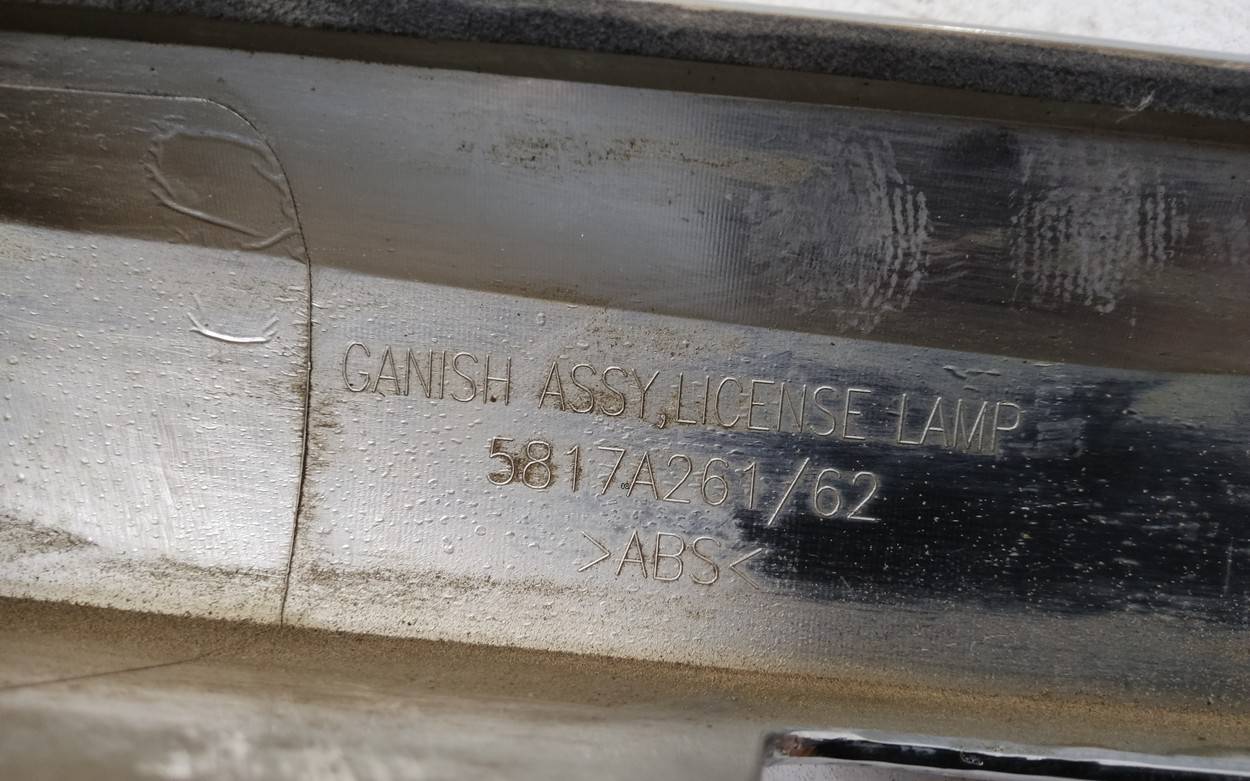 GANISH ASSY,LICENSE LAMP
5817A261/62
>ABS<